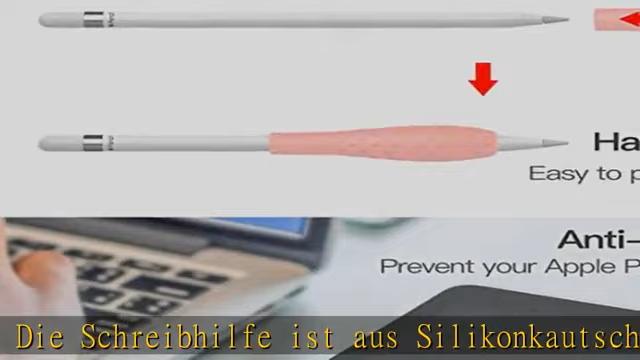 Ha
Easy to p
Anti-
Prevent your Apple P
Die Schreibhilfe ist aus Silikonkautsch